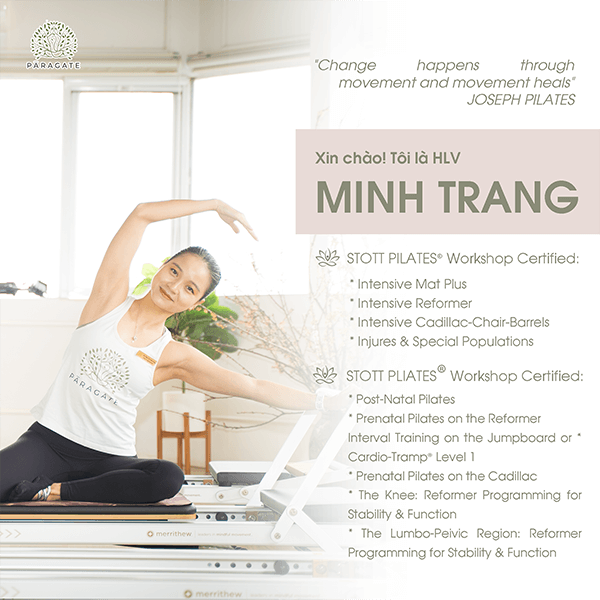 PARAGATE
"Change happens through
movement and movement heals"
JOSEPH PILATES
Xin chào! Tôi là HLV
MINH TRANG
STOTT PILATES® Workshop Certified:
* Intensive Mat Plus
* Intensive Reformer
* Intensive Cadillac-Chair-Barrels
* Injures & Special Populations
STOTT PLIATES® Workshop Certified:
* Post-Natal Pilates
* Prenatal Pilates on the Reformer
Interval Training on the Jumpboard or *
Cardio-Tramp® Level 1
* Prenatal Pilates on the Cadillac
* The Knee: Reformer Programming for
Stability & Function
* The Lumbo-Peivic Region: Reformer
Programming for Stability & Function
PARAGATE
merrithew
merrithew